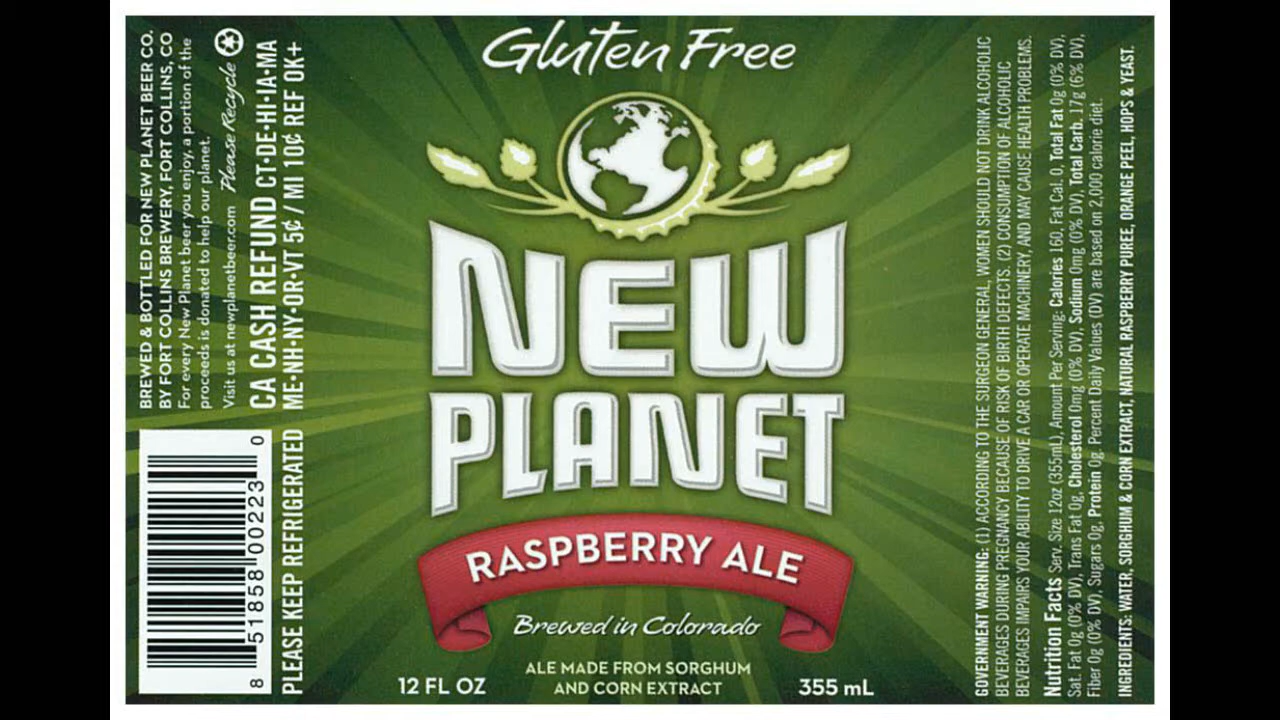 BREWED & BOTTLED FOR NEW PLANET BEER CO.
BY FORT COLLINS BREWERY, FORT COLLINS, CO
For every New Planet beer you enjoy, a portion of the
proceeds is donated to help our planet.
Visit us at newplanetbeer.com Please Recycle
CA CASH REFUND CT·DE·HI·IA·MA
ME·NH·NY·OR·VT 5¢ / MI 10¢ REF OK+
PLEASE KEEP REFRIGERATED
8 51858 00223 0
Gluten Free
NEW
PLANET
RASPBERRY ALE
Brewed in Colorado
ALE MADE FROM SORGHUM
AND CORN EXTRACT
12 FL OZ
355 mL
GOVERNMENT WARNING: (1) ACCORDING TO THE SURGEON GENERAL, WOMEN SHOULD NOT DRINK ALCOHOLIC
BEVERAGES DURING PREGNANCY BECAUSE OF RISK OF BIRTH DEFECTS. (2) CONSUMPTION OF ALCOHOLIC
BEVERAGES IMPAIRS YOUR ABILITY TO DRIVE A CAR OR OPERATE MACHINERY, AND MAY CAUSE HEALTH PROBLEMS.
Nutrition Facts Serv. Size 12oz (355mL), Amount Per Serving: Calories 160, Fat Cal. 0, Total Fat 0g (0% DV),
Sat. Fat 0g (0% DV), Trans Fat 0g, Cholesterol 0mg (0% DV), Sodium 0mg (0% DV), Total Carb. 17g (6% DV),
Fiber 0g (0% DV), Sugars 0g, Protein 0g. Percent Daily Values (DV) are based on 2,000 calorie diet.
INGREDIENTS: WATER, SORGHUM & CORN EXTRACT, NATURAL RASPBERRY PUREE, ORANGE PEEL, HOPS & YEAST.